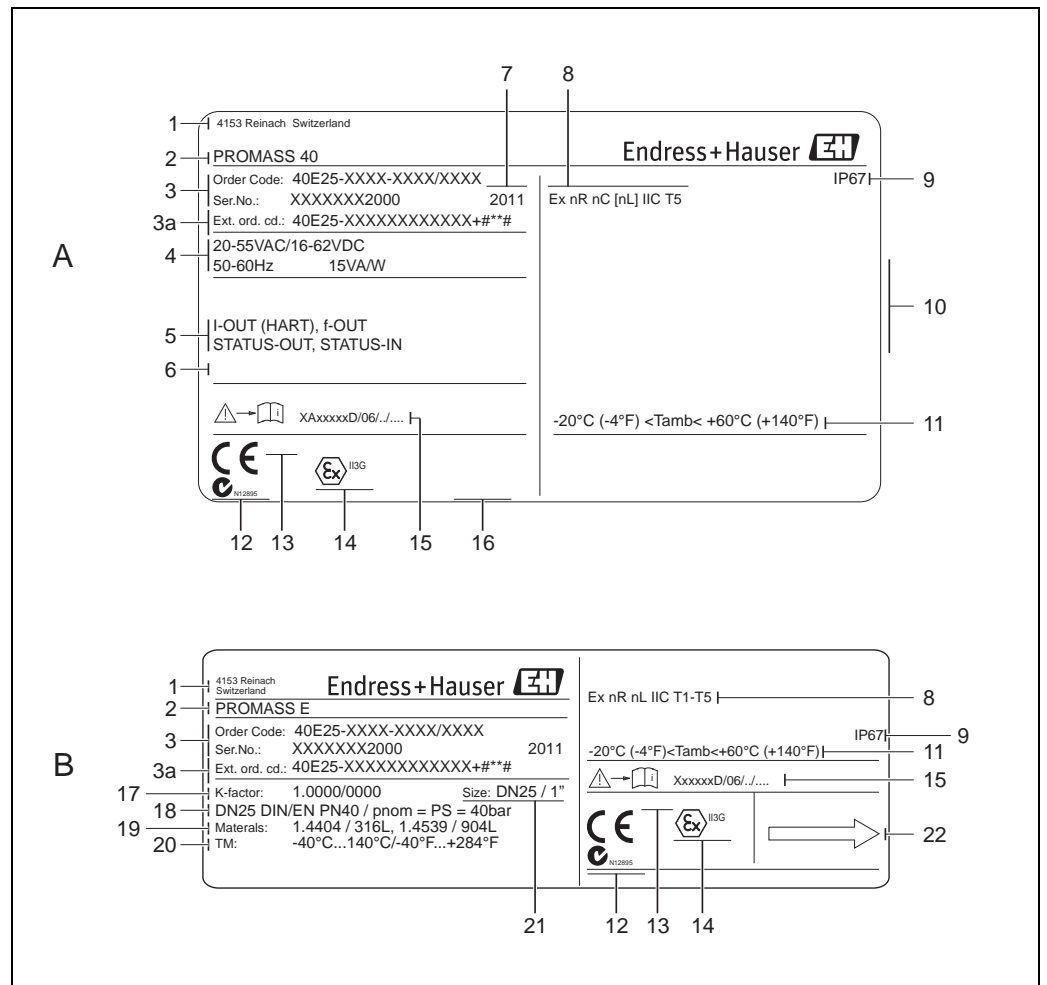 7 8
1 4153 Reinach Switzerland
2 PROMASS 40 Endress+Hauser EH
3 Order Code: 40E25-XXXX-XXXX/XXXX IP67 9
Ser.No.: XXXXXXX2000 2011 Ex nR nC [nL] IIC T5
3a Ext. ord. cd.: 40E25-XXXXXXXXXXXX+#**#
A 4 20-55VAC/16-62VDC
50-60Hz 15VA/W
10
5 I-OUT (HART), f-OUT
STATUS-OUT, STATUS-IN
6
i XAxxxxxD/06/../.... -20°C (-4°F) <Tamb< +60°C (+140°F) 11
CE Ex II3G
N12895
12 13 14 15 16
1 4153 Reinach
Switzerland Endress+Hauser EH
2 PROMASS E Ex nR nL IIC T1-T5 8
3 Order Code: 40E25-XXXX-XXXX/XXXX IP67 9
Ser.No.: XXXXXXX2000 2011 -20°C (-4°F)<Tamb<+60°C (+140°F) 11
B 3a Ext. ord. cd.: 40E25-XXXXXXXXXXXX+#**# i XxxxxxD/06/../.... 15
17 K-factor: 1.0000/0000 Size: DN25 / 1”
18 DN25 DIN/EN PN40 / pnom = PS = 40bar
19 Materals: 1.4404 / 316L, 1.4539 / 904L CE Ex II3G 22
20 TM: -40°C...140°C/-40°F...+284°F
N12895
21 12 13 14